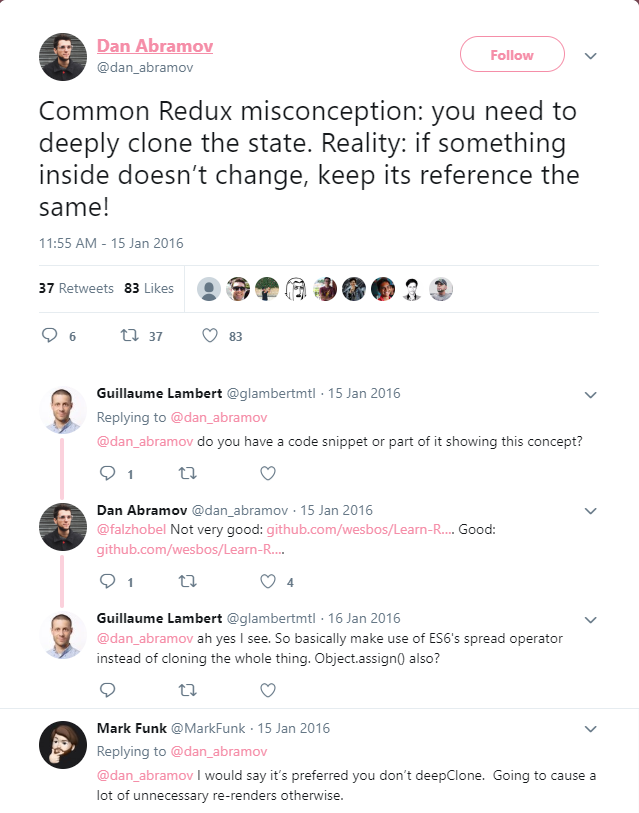 Dan Abramov
@dan_abramov
Follow
Common Redux misconception: you need to
deeply clone the state. Reality: if something
inside doesn’t change, keep its reference the
same!
11:55 AM - 15 Jan 2016
37 Retweets 83 Likes
6 37 83
Guillaume Lambert @glambertmtl · 15 Jan 2016
Replying to @dan_abramov
@dan_abramov do you have a code snippet or part of it showing this concept?
1
Dan Abramov @dan_abramov · 15 Jan 2016
@falzhobel Not very good: github.com/wesbos/Learn-R.... Good:
github.com/wesbos/Learn-R....
1 4
Guillaume Lambert @glambertmtl · 16 Jan 2016
@dan_abramov ah yes I see. So basically make use of ES6's spread operator
instead of cloning the whole thing. Object.assign() also?
Mark Funk @MarkFunk · 15 Jan 2016
Replying to @dan_abramov
@dan_abramov I would say it’s preferred you don’t deepClone.  Going to cause a
lot of unnecessary re-renders otherwise.